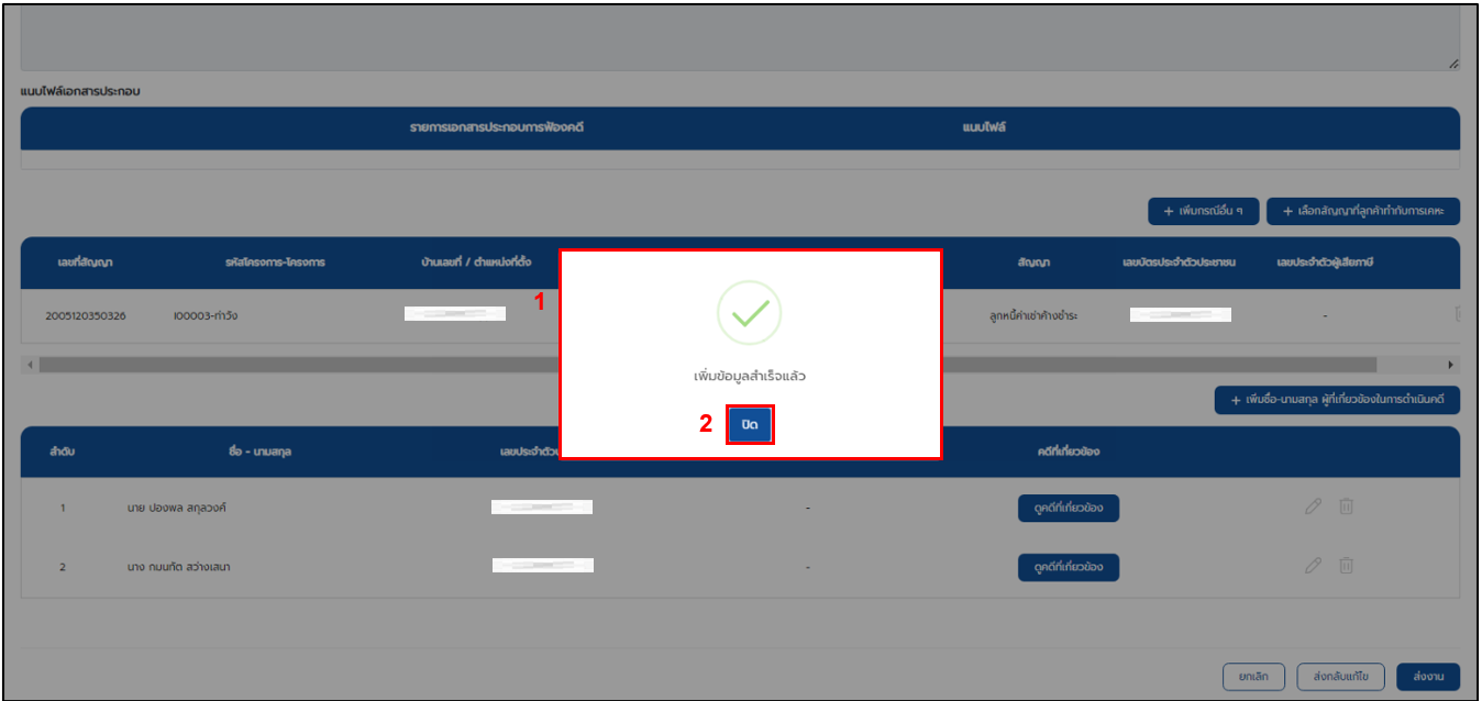 แนบไฟล์เอกสารประกอบ
รายการเอกสารประกอบการฟ้องคดี แนบไฟล์
+ เพิ่มกรณีอื่น ๆ + เลือกสัญญาที่ลูกค้าทำกับการเคหะ
เลขที่สัญญา รหัสโครงการ-โครงการ บ้านเลขที่ / ตำแหน่งที่ตั้ง สัญญา เลขบัตรประจำตัวประชาชน เลขประจำตัวผู้เสียภาษี
1
2005120350326 I00003-ท่าวัง ลูกหนี้ค่าเช่าค้างชำระ -
เพิ่มข้อมูลสำเร็จแล้ว
+ เพิ่มชื่อ-นามสกุล ผู้ที่เกี่ยวข้องในการดำเนินคดี
2 ปิด
ลำดับ ชื่อ - นามสกุล เลขประจำตัว คดีที่เกี่ยวข้อง
1 นาย ปองพล สกุลวงศ์ - ดูคดีที่เกี่ยวข้อง
2 นาง กมนทัต สว่างเสนา - ดูคดีที่เกี่ยวข้อง
ยกเลิก ส่งกลับแก้ไข ส่งงาน